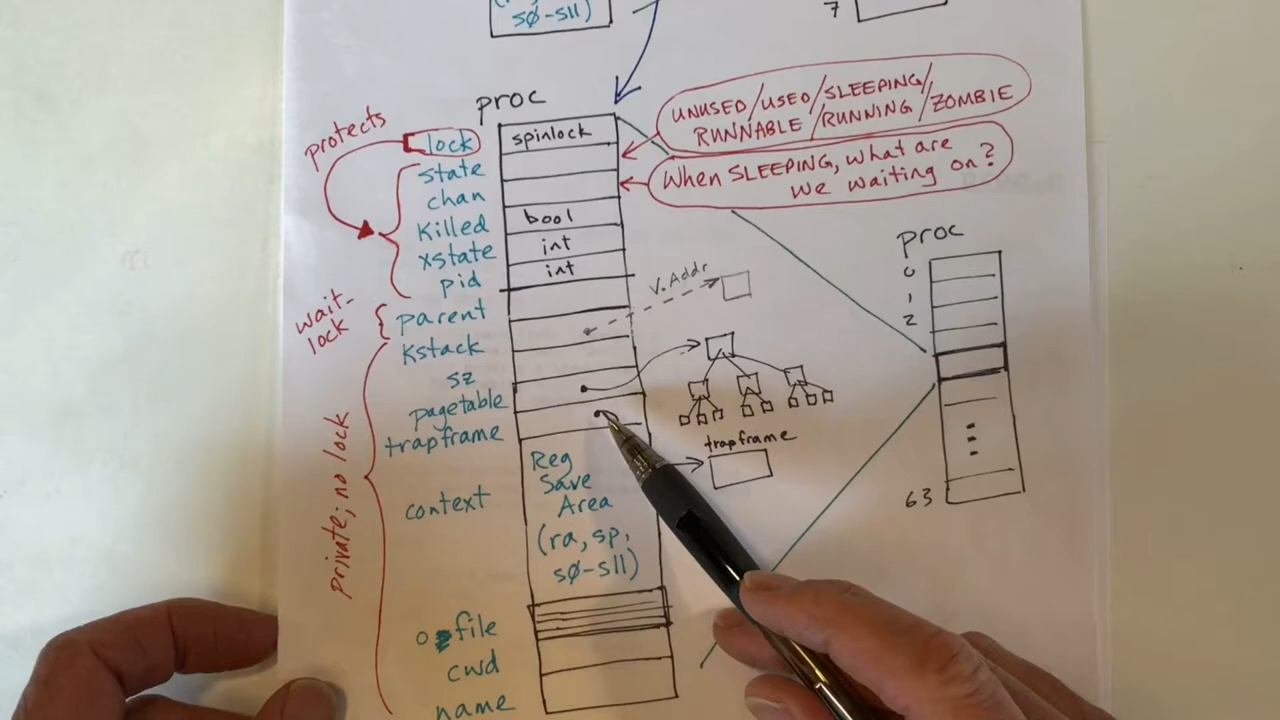 sø-s11)
7
proc
UNUSED/USED/SLEEPING/
RUNNABLE/RUNNING/ZOMBIE
When SLEEPING, what are
we waiting on?
protects
lock
spinlock
state
chan
Killed
bool
xstate
int
pid
int
wait-
lock
parent
Kstack
V.Addr
sz
pagetable
trapframe
private; no lock
context
Reg
Save
Area
(ra, sp,
sø-s11)
trapframe
ofile
cwd
name
proc
0
1
2
63